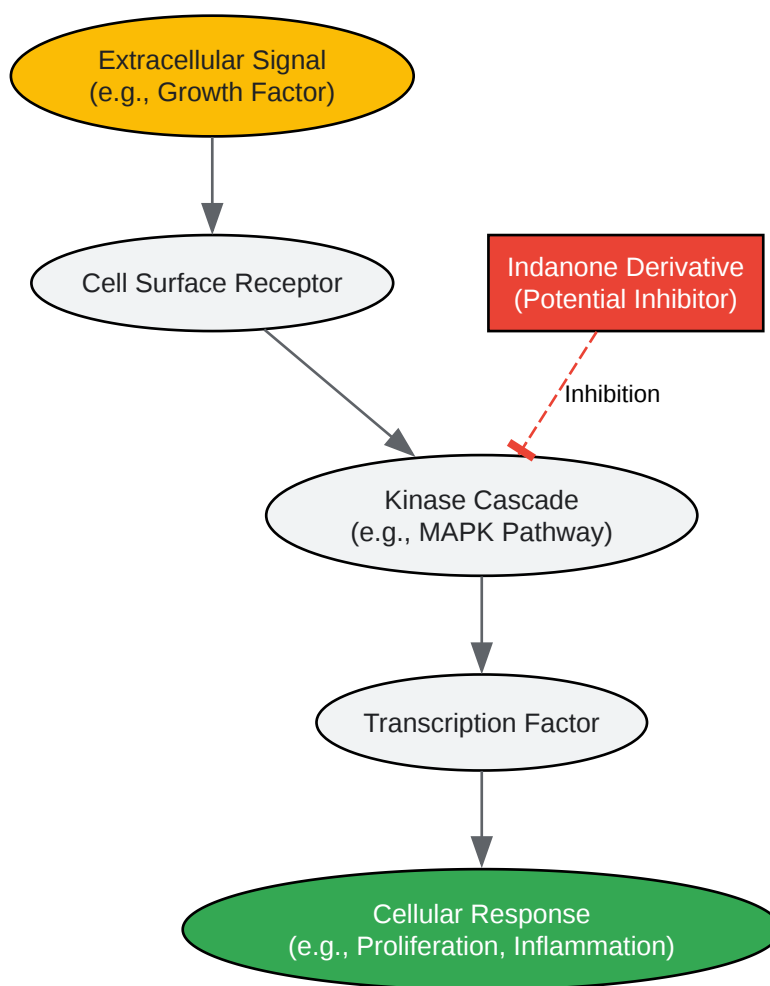 Extracellular Signal
(e.g., Growth Factor)
Cell Surface Receptor
Indanone Derivative
(Potential Inhibitor)
Inhibition
Kinase Cascade
(e.g., MAPK Pathway)
Transcription Factor
Cellular Response
(e.g., Proliferation, Inflammation)